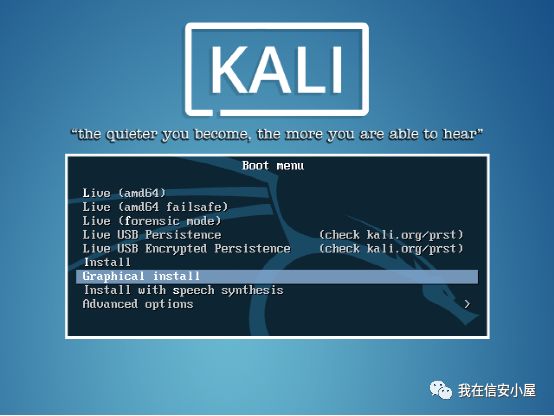 KALI
“the quieter you become, the more you are able to hear”
Boot menu
Live (amd64)
Live (amd64 failsafe)
Live (forensic mode)
Live USB Persistence (check kali.org/prst)
Live USB Encrypted Persistence (check kali.org/prst)
Install
Graphical install
Install with speech synthesis
Advanced options >
我在信安小屋